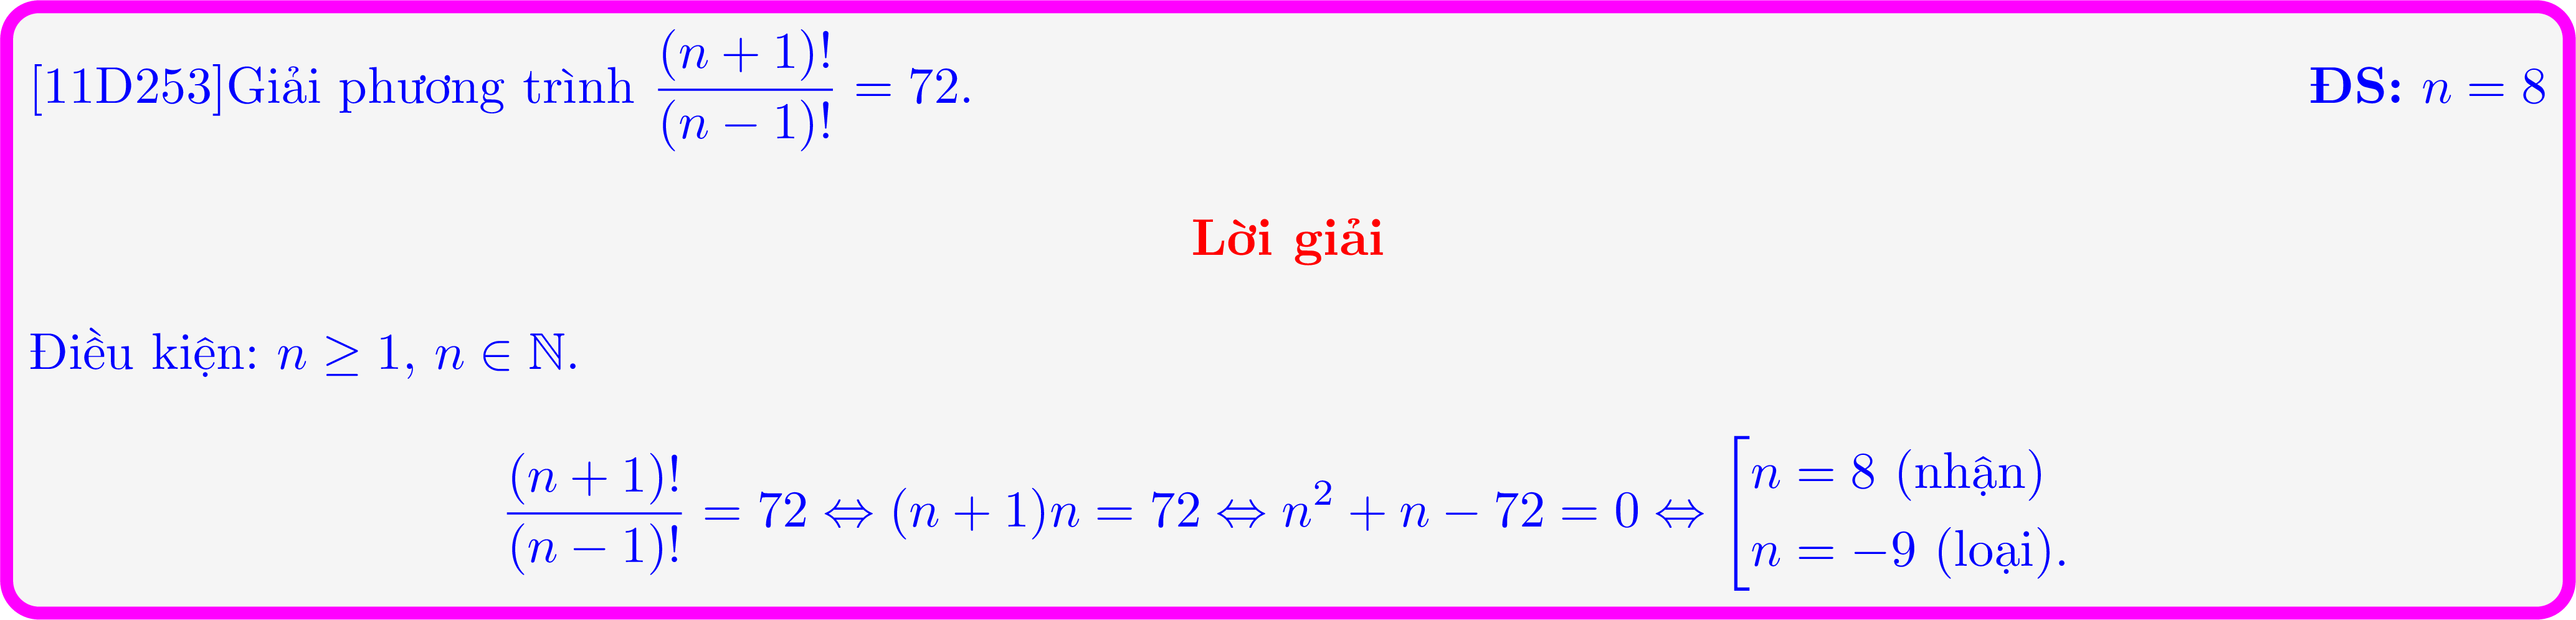 [11D253]Giải phương trình $\dfrac{(n+1)!}{(n-1)!} = 72.$ ĐS: $n = 8$
Lời giải
Điều kiện: $n \geq 1, n \in \mathbb{N}.$
$\dfrac{(n+1)!}{(n-1)!} = 72 \Leftrightarrow (n+1)n = 72 \Leftrightarrow n^2 + n - 72 = 0 \Leftrightarrow \left[\begin{array}{l} n = 8 \text{ (nhận)} \\ n = -9 \text{ (loại)}. \end{array}\right.$